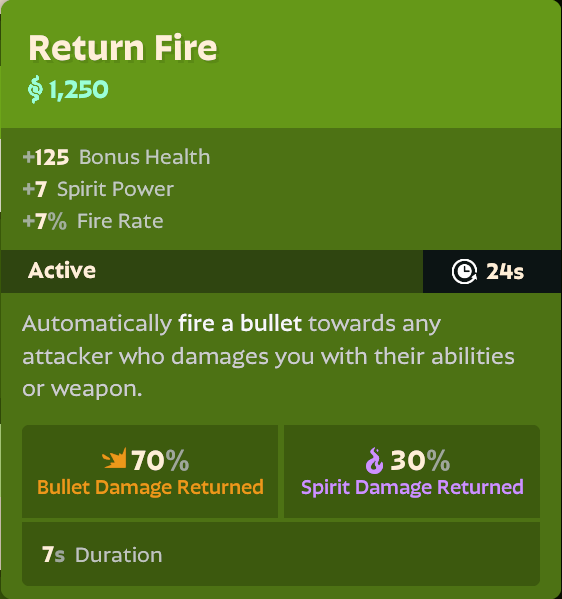 Return Fire
1,250
+125 Bonus Health
+7 Spirit Power
+7% Fire Rate
Active 24s
Automatically fire a bullet towards any
attacker who damages you with their abilities
or weapon.
70% 30%
Bullet Damage Returned Spirit Damage Returned
7s Duration